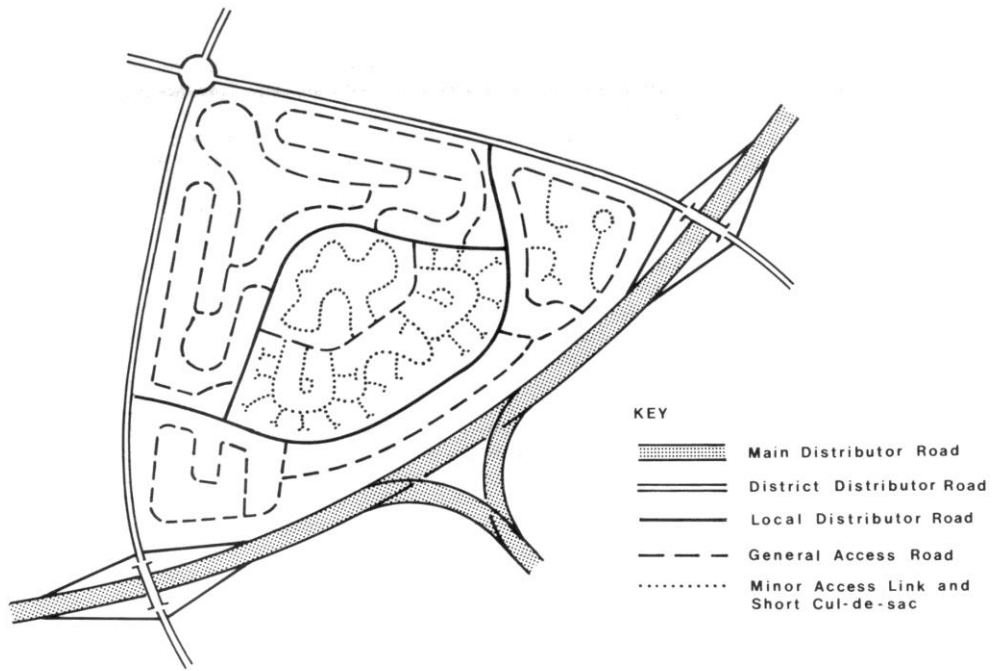 KEY
Main Distributor Road
District Distributor Road
Local Distributor Road
General Access Road
Minor Access Link and
Short Cul-de-sac